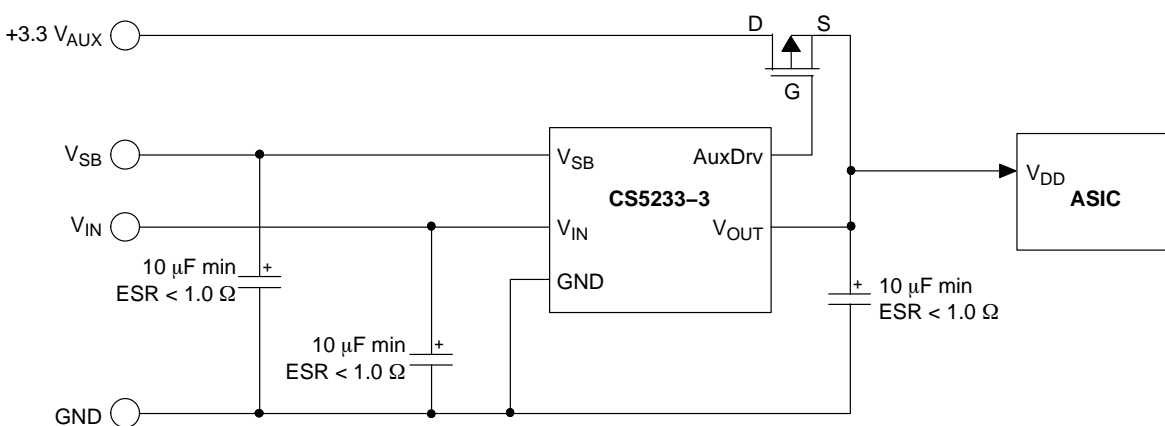 +3.3 VAUX
D S
G
VSB
VSB
AuxDrv
CS5233−3
VDD
ASIC
VIN
VIN
VOUT
10 μF min
ESR < 1.0 Ω
+
GND
10 μF min
ESR < 1.0 Ω
+
10 μF min
ESR < 1.0 Ω
+
GND